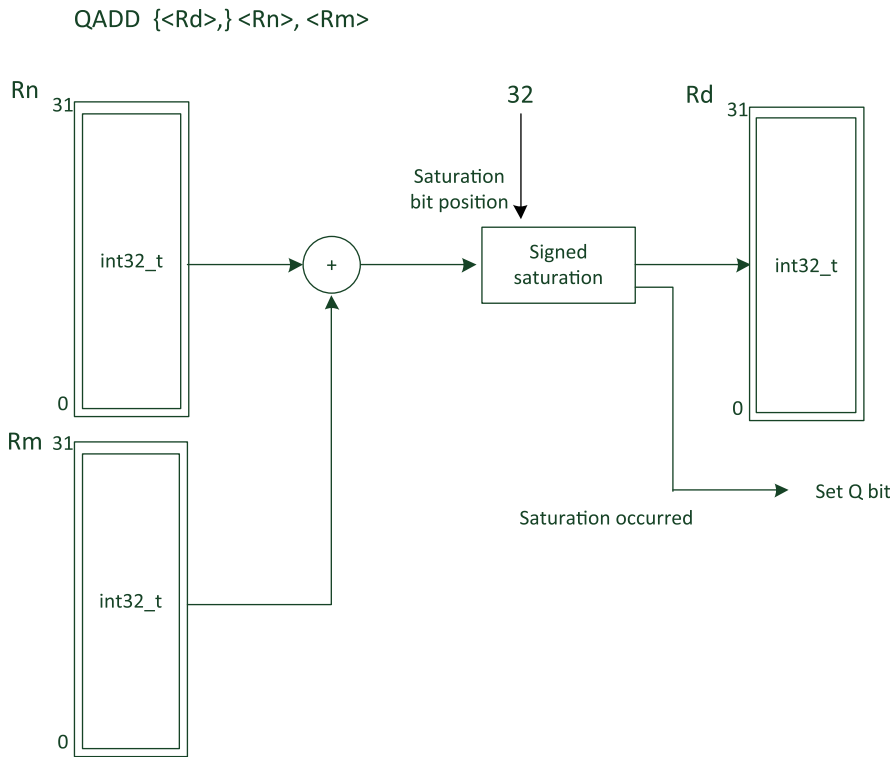 QADD {<Rd>,} <Rn>, <Rm>
Rn
31
int32_t
0
Rm
31
int32_t
0
+
32
Saturation
bit position
Signed
saturation
Rd
31
int32_t
0
Saturation occurred
Set Q bit